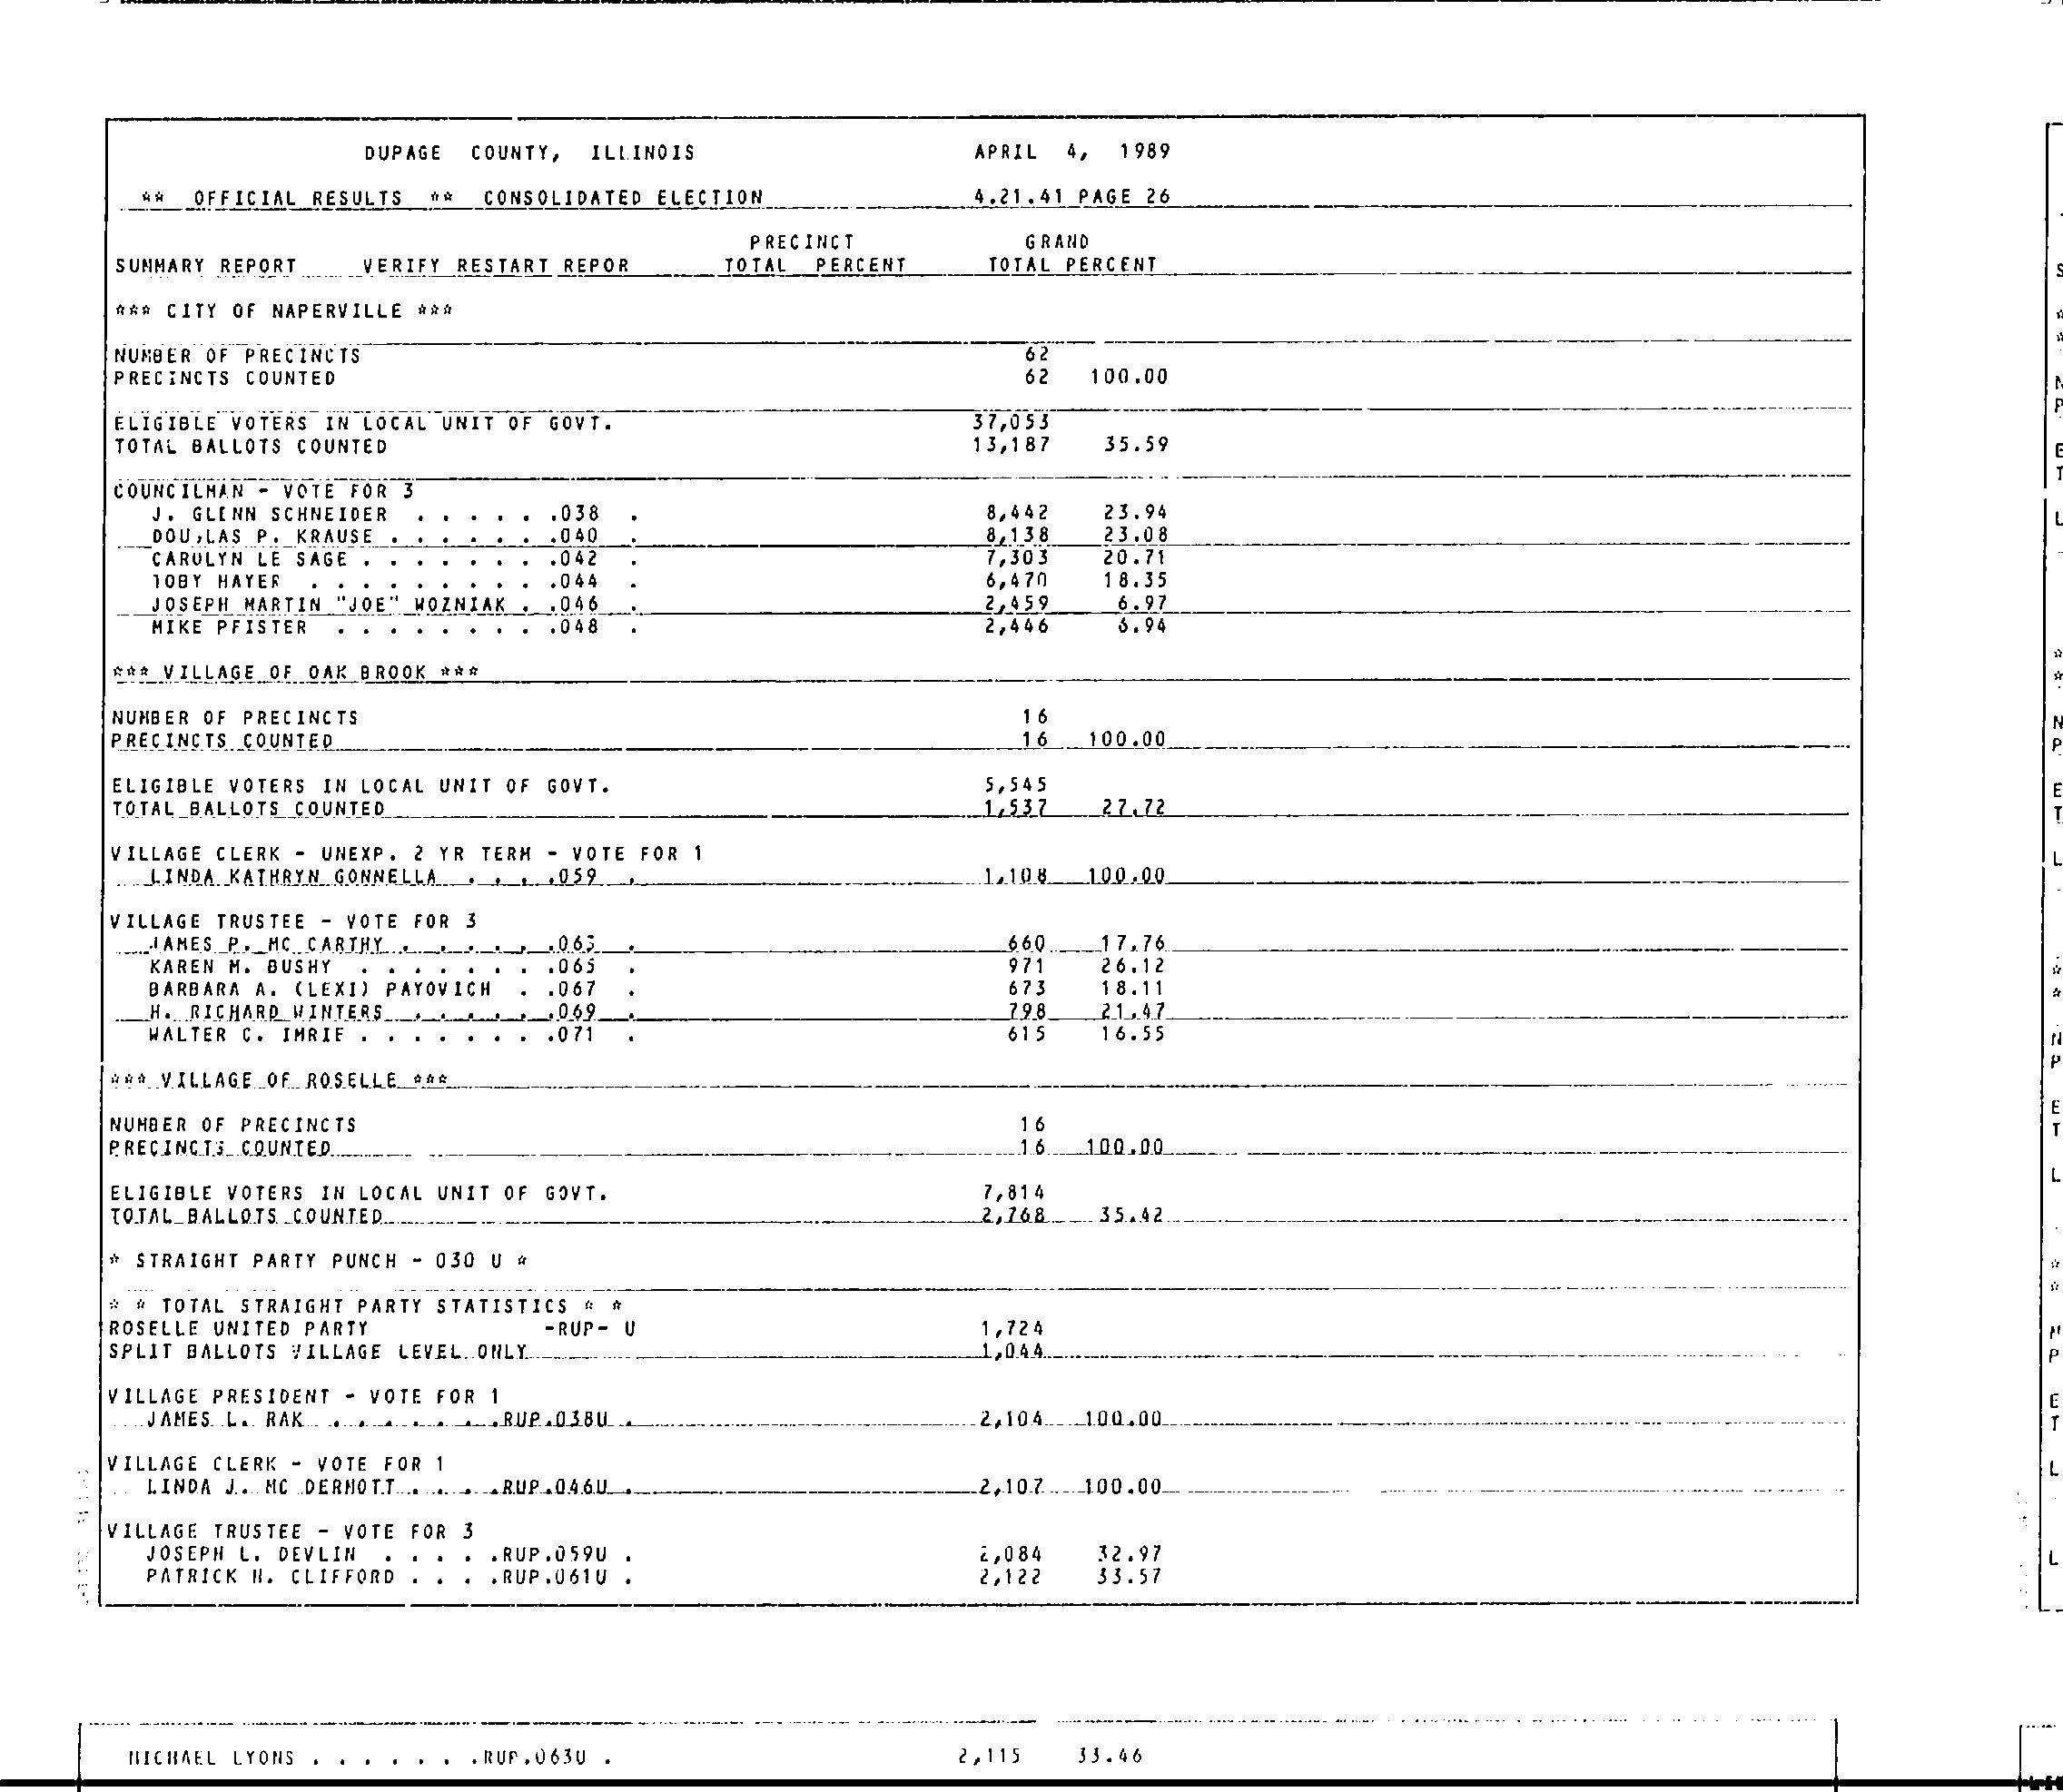 DUPAGE COUNTY, ILLINOIS APRIL 4, 1989
** OFFICIAL RESULTS ** CONSOLIDATED ELECTION 4.21.41 PAGE 26
PRECINCT GRAND
SUMMARY REPORT VERIFY RESTART REPOR TOTAL PERCENT TOTAL PERCENT
*** CITY OF NAPERVILLE ***
NUMBER OF PRECINCTS 62
PRECINCTS COUNTED 62 100.00
ELIGIBLE VOTERS IN LOCAL UNIT OF GOVT. 37,053
TOTAL BALLOTS COUNTED 13,187 35.59
COUNCILMAN - VOTE FOR 3
J. GLENN SCHNEIDER . . . . . .038 . 8,442 23.94
DOUGLAS P. KRAUSE . . . . . . .040 . 8,138 23.08
CAROLYN LE SAGE . . . . . . . .042 . 7,303 20.71
TOBY HAYER . . . . . . . . . .044 . 6,470 18.35
JOSEPH MARTIN "JOE" WOZNIAK . .046 . 2,459 6.97
MIKE PFISTER . . . . . . . . .048 . 2,446 6.94
*** VILLAGE OF OAK BROOK ***
NUMBER OF PRECINCTS 16
PRECINCTS COUNTED 16 100.00
ELIGIBLE VOTERS IN LOCAL UNIT OF GOVT. 5,545
TOTAL BALLOTS COUNTED 1,537 27.72
VILLAGE CLERK - UNEXP. 2 YR TERM - VOTE FOR 1
LINDA KATHRYN GONNELLA . . . .059 . 1,108 100.00
VILLAGE TRUSTEE - VOTE FOR 3
JAMES P. MC CARTHY . . . . . .063 . 660 17.76
KAREN M. BUSHY . . . . . . . .065 . 971 26.12
BARBARA A. (LEXI) PAYOVICH . .067 . 673 18.11
H. RICHARD WINTERS . . . . . .069 . 798 21.47
WALTER C. IMRIE . . . . . . . .071 . 615 16.55
*** VILLAGE OF ROSELLE ***
NUMBER OF PRECINCTS 16
PRECINCTS COUNTED 16 100.00
ELIGIBLE VOTERS IN LOCAL UNIT OF GOVT. 7,814
TOTAL BALLOTS COUNTED 2,768 35.42
* STRAIGHT PARTY PUNCH - 030 U *
* * TOTAL STRAIGHT PARTY STATISTICS * *
ROSELLE UNITED PARTY -RUP- U 1,724
SPLIT BALLOTS VILLAGE LEVEL ONLY 1,044
VILLAGE PRESIDENT - VOTE FOR 1
JAMES L. RAK . . . . . . . .RUP.038U . 2,104 100.00
VILLAGE CLERK - VOTE FOR 1
LINDA J. MC DERMOTT . . . . .RUP.046U . 2,107 100.00
VILLAGE TRUSTEE - VOTE FOR 3
JOSEPH L. DEVLIN . . . . .RUP.059U . 2,084 32.97
PATRICK H. CLIFFORD . . . .RUP.061U . 2,122 33.57
MICHAEL LYONS . . . . . . .RUP.063U . 2,115 33.46